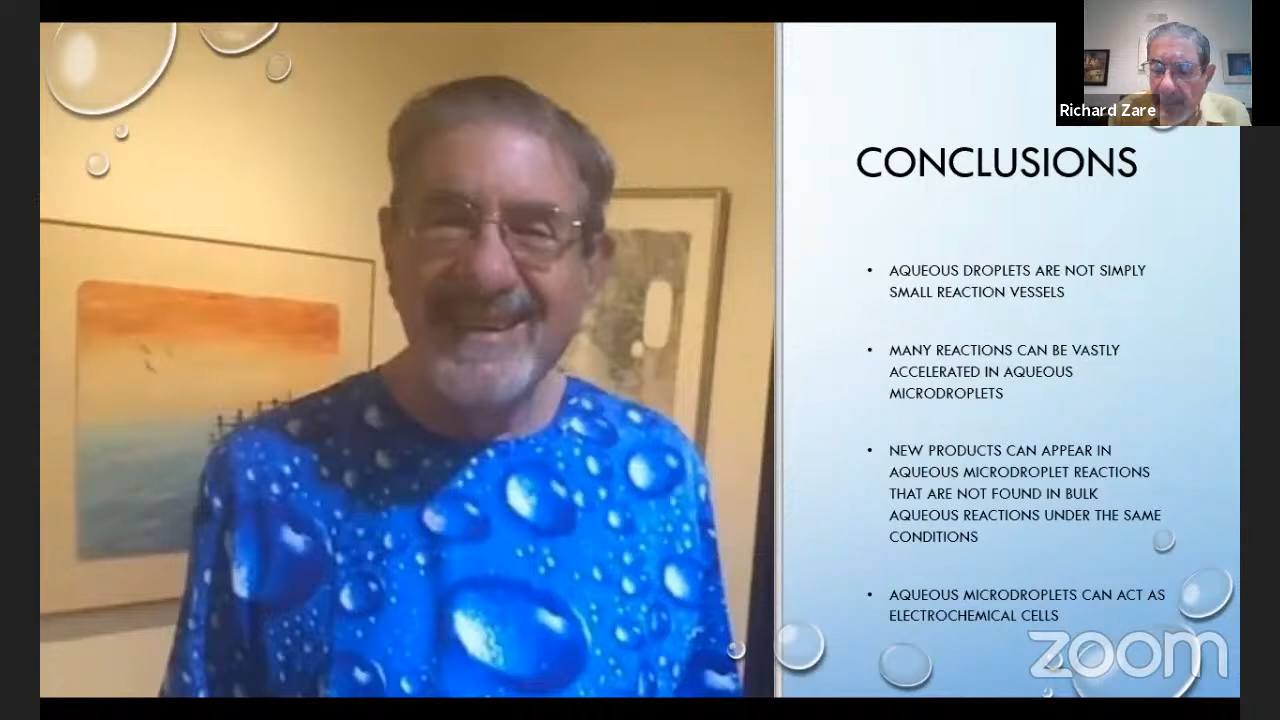 Richard Zare
CONCLUSIONS
• AQUEOUS DROPLETS ARE NOT SIMPLY
SMALL REACTION VESSELS
• MANY REACTIONS CAN BE VASTLY
ACCELERATED IN AQUEOUS
MICRODROPLETS
• NEW PRODUCTS CAN APPEAR IN
AQUEOUS MICRODROPLET REACTIONS
THAT ARE NOT FOUND IN BULK
AQUEOUS REACTIONS UNDER THE SAME
CONDITIONS
• AQUEOUS MICRODROPLETS CAN ACT AS
ELECTROCHEMICAL CELLS
zoom